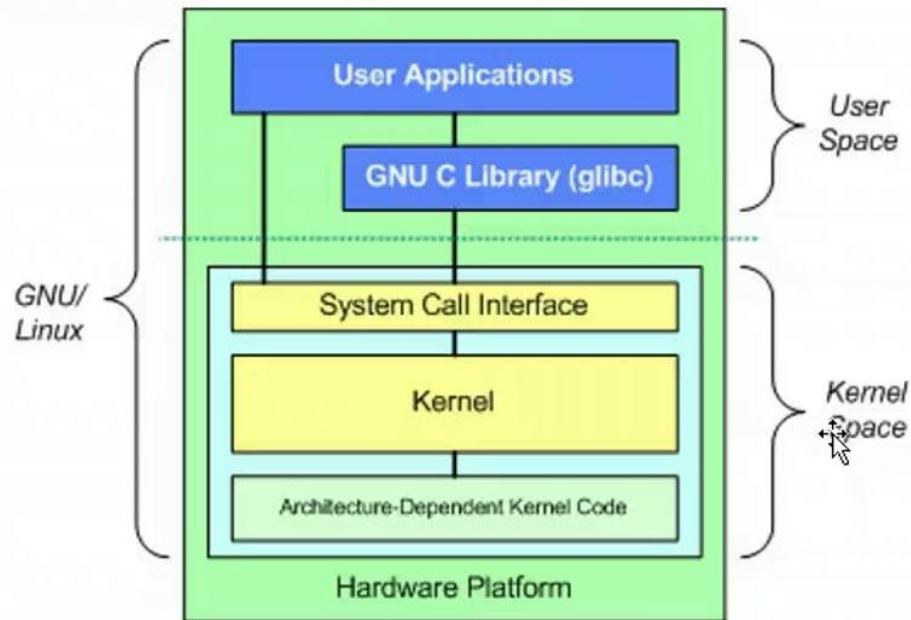 User Applications
User
Space
GNU C Library (glibc)
GNU/
Linux
System Call Interface
Kernel
Kernel
Space
Architecture-Dependent Kernel Code
Hardware Platform